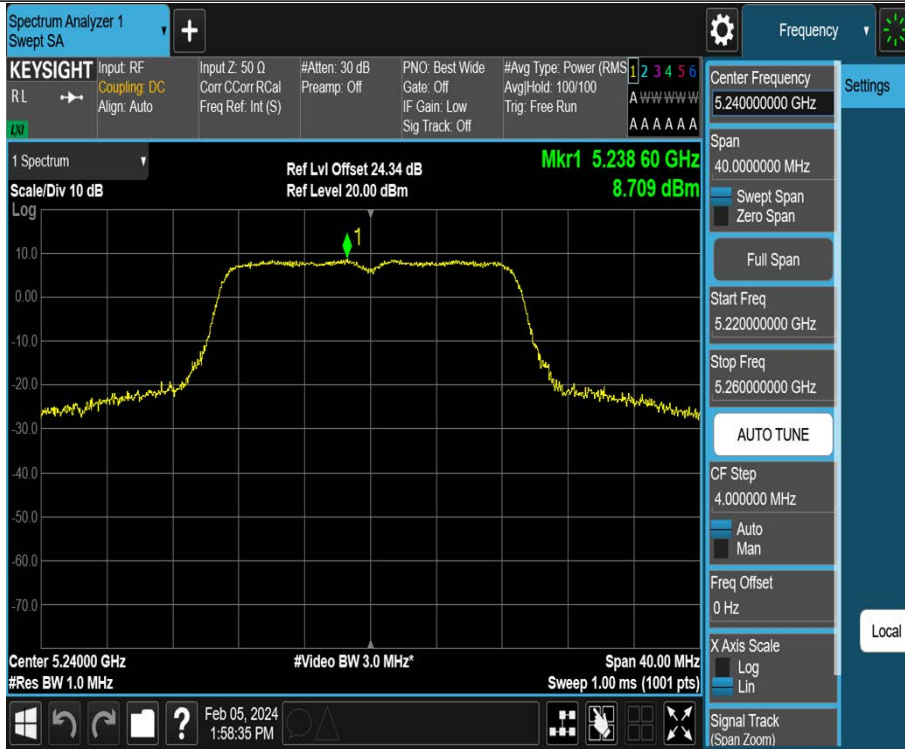 Spectrum Analyzer 1
Swept SA
+
Frequency
KEYSIGHT
R L
LXI
Input: RF
Coupling: DC
Align: Auto
Input Z: 50 Ω
Corr CCorr RCal
Freq Ref: Int (S)
#Atten: 30 dB
Preamp: Off
PNO: Best Wide
Gate: Off
IF Gain: Low
Sig Track: Off
#Avg Type: Power (RMS
Avg|Hold: 100/100
Trig: Free Run
1 2 3 4 5 6
A W W W W W
A A A A A A
Center Frequency
5.240000000 GHz
Settings
Span
40.0000000 MHz
Swept Span
Zero Span
Full Span
Start Freq
5.220000000 GHz
Stop Freq
5.260000000 GHz
AUTO TUNE
CF Step
4.000000 MHz
Auto
Man
Freq Offset
0 Hz
X Axis Scale
Log
Lin
Signal Track
(Span Zoom)
Local
1 Spectrum
Scale/Div 10 dB
Log
Ref Lvl Offset 24.34 dB
Ref Level 20.00 dBm
Mkr1 5.238 60 GHz
8.709 dBm
1
10.0
0.00
-10.0
-20.0
-30.0
-40.0
-50.0
-60.0
-70.0
Center 5.24000 GHz
#Res BW 1.0 MHz
#Video BW 3.0 MHz*
Span 40.00 MHz
Sweep 1.00 ms (1001 pts)
?
Feb 05, 2024
1:58:35 PM